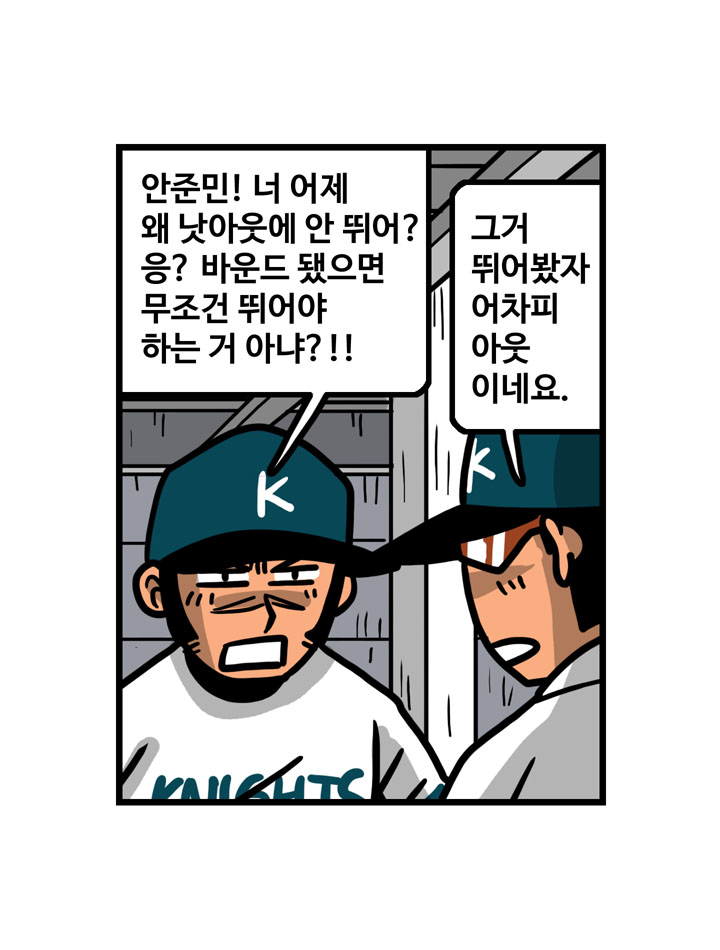 안준민! 너 어제
왜 낫아웃에 안 뛰어?
응? 바운드 됐으면
무조건 뛰어야
하는 거 아냐?!!
그거
뛰어봤자
어차피
아웃
이네요.
K
K
KNIGHTS